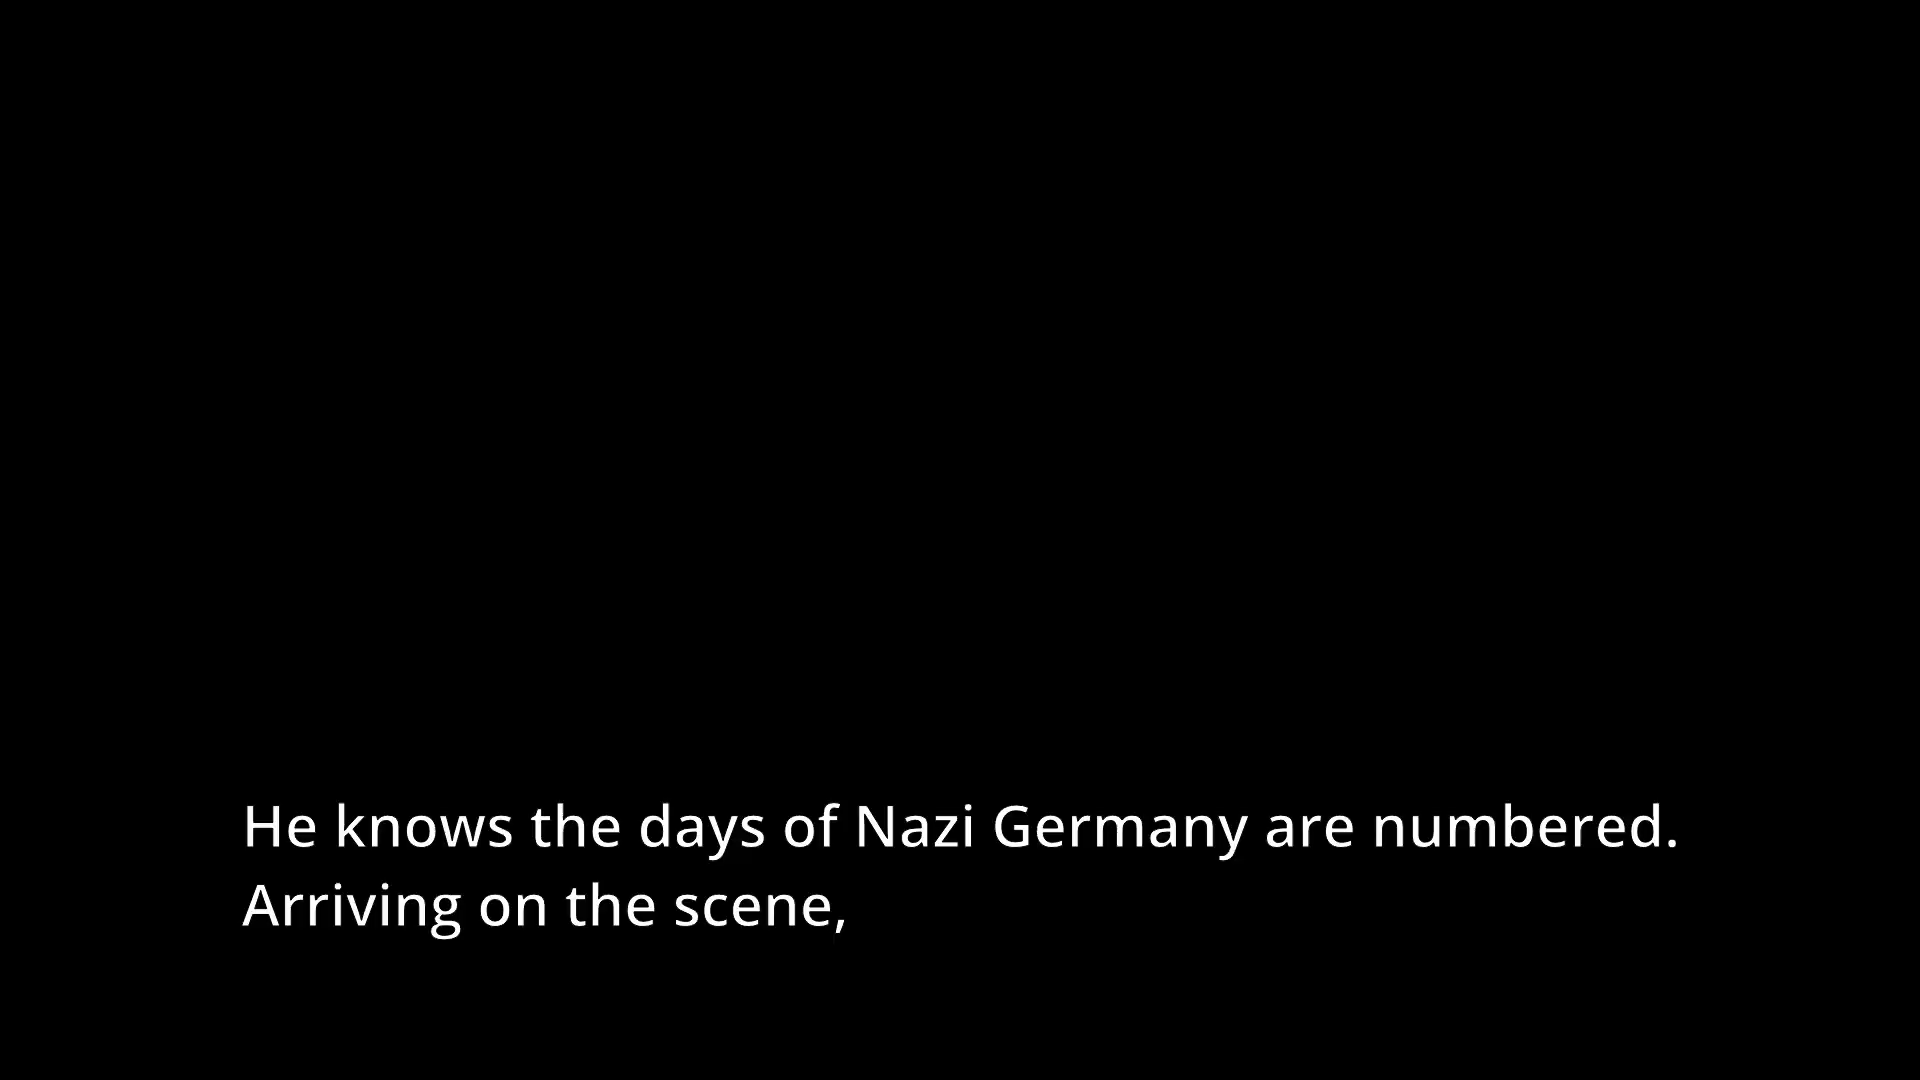 He knows the days of Nazi Germany are numbered.
Arriving on the scene,